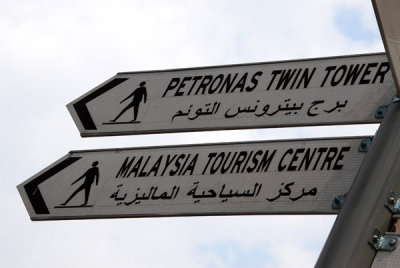 PETRONAS TWIN TOWER
برج بيترونس التوئم
MALAYSIA TOURISM CENTRE
مركز السياحية الماليزية